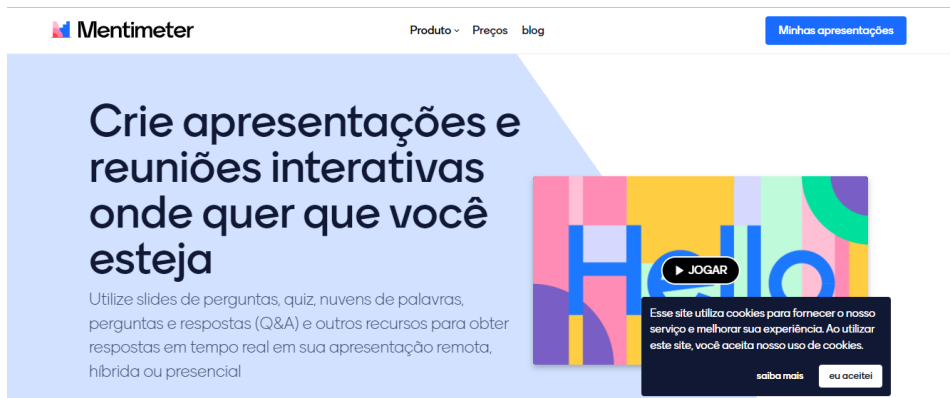 Mentimeter
Produto Preços blog
Minhas apresentações
Crie apresentações e
reuniões interativas
onde quer que você
esteja
Utilize slides de perguntas, quiz, nuvens de palavras,
perguntas e respostas (Q&A) e outros recursos para obter
respostas em tempo real em sua apresentação remota,
híbrida ou presencial
Hello
JOGAR
Esse site utiliza cookies para fornecer o nosso
serviço e melhorar sua experiência. Ao utilizar
este site, você aceita nosso uso de cookies.
saiba mais eu aceitei